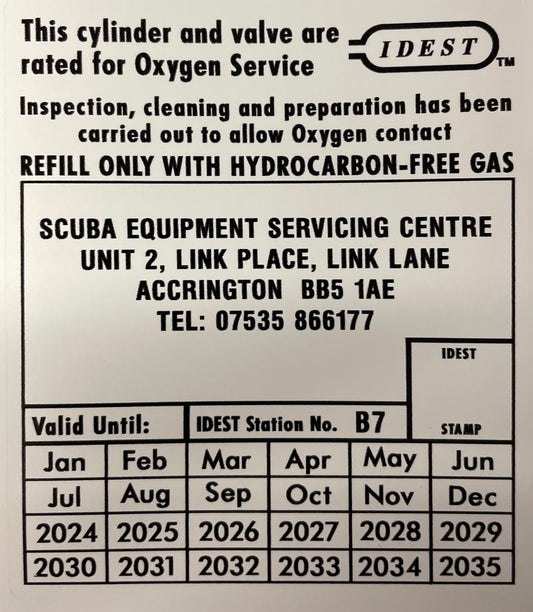 This cylinder and valve are
rated for Oxygen Service
IDEST™
Inspection, cleaning and preparation has been
carried out to allow Oxygen contact
REFILL ONLY WITH HYDROCARBON-FREE GAS
SCUBA EQUIPMENT SERVICING CENTRE
UNIT 2, LINK PLACE, LINK LANE
ACCRINGTON BB5 1AE
TEL: 07535 866177
IDEST
STAMP
Valid Until:
IDEST Station No. B7
Jan Feb Mar Apr May Jun
Jul Aug Sep Oct Nov Dec
2024 2025 2026 2027 2028 2029
2030 2031 2032 2033 2034 2035